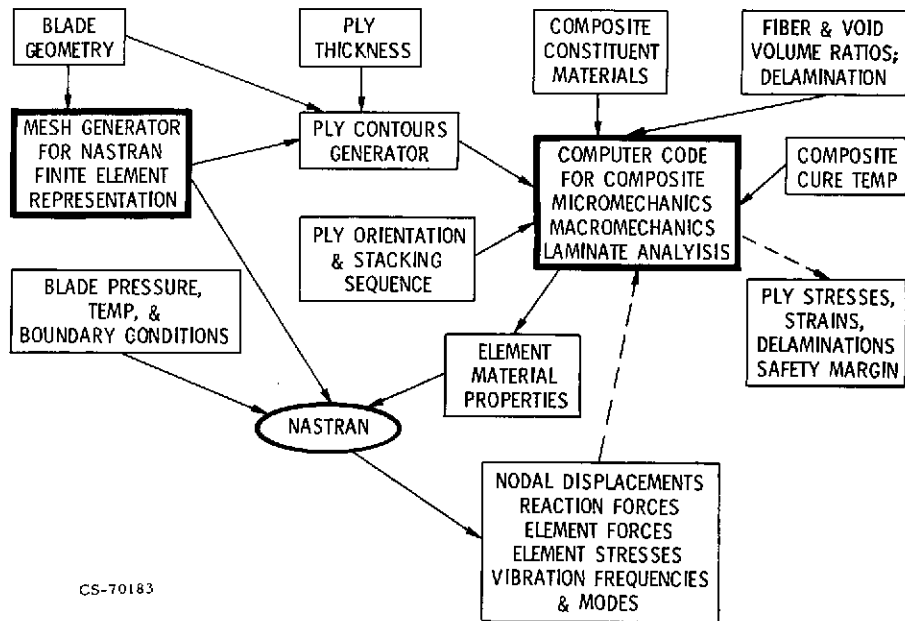 BLADE
GEOMETRY
PLY
THICKNESS
COMPOSITE
CONSTITUENT
MATERIALS
FIBER & VOID
VOLUME RATIOS;
DELAMINATION
MESH GENERATOR
FOR NASTRAN
FINITE ELEMENT
REPRESENTATION
PLY CONTOURS
GENERATOR
COMPUTER CODE
FOR COMPOSITE
MICROMECHANICS
MACROMECHANICS
LAMINATE ANALYISIS
COMPOSITE
CURE TEMP
PLY ORIENTATION
& STACKING
SEQUENCE
BLADE PRESSURE,
TEMP, &
BOUNDARY CONDITIONS
PLY STRESSES,
STRAINS,
DELAMINATIONS
SAFETY MARGIN
ELEMENT
MATERIAL
PROPERTIES
NASTRAN
NODAL DISPLACEMENTS
REACTION FORCES
ELEMENT FORCES
ELEMENT STRESSES
VIBRATION FREQUENCIES
& MODES
CS-70183